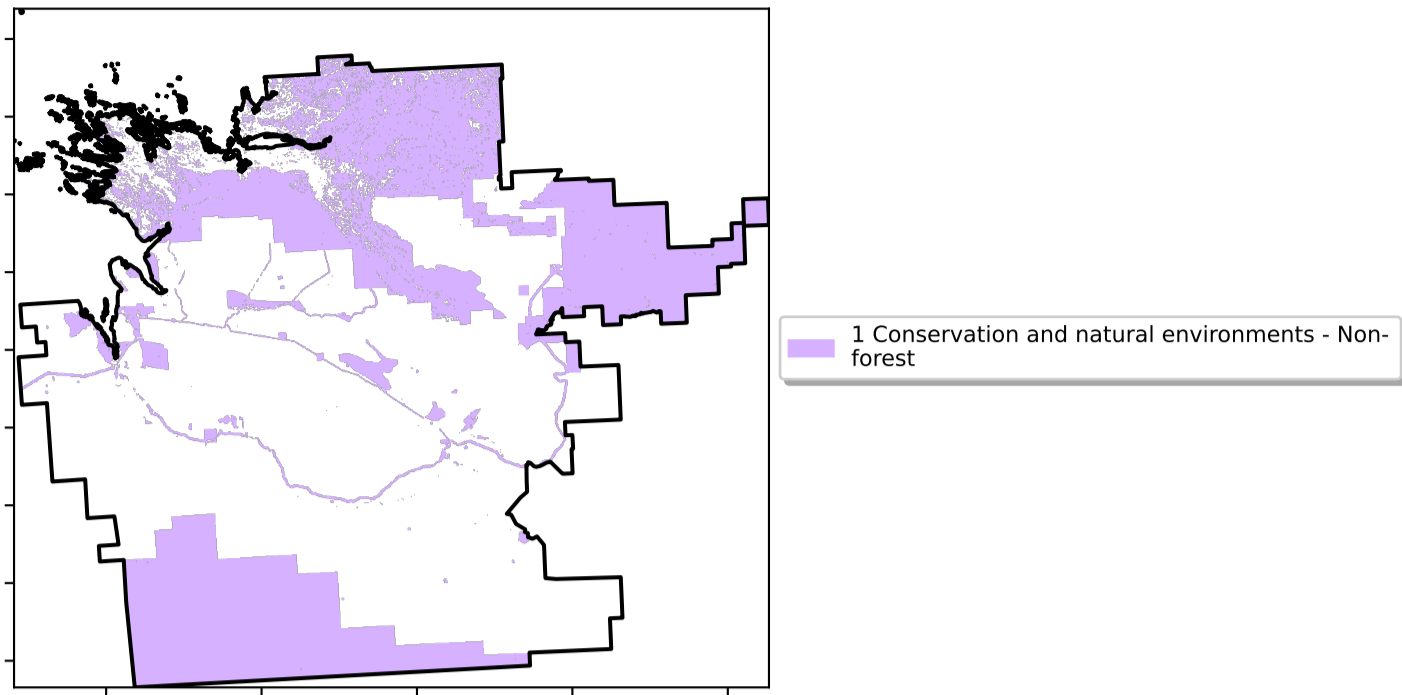 1 Conservation and natural environments - Non-
forest